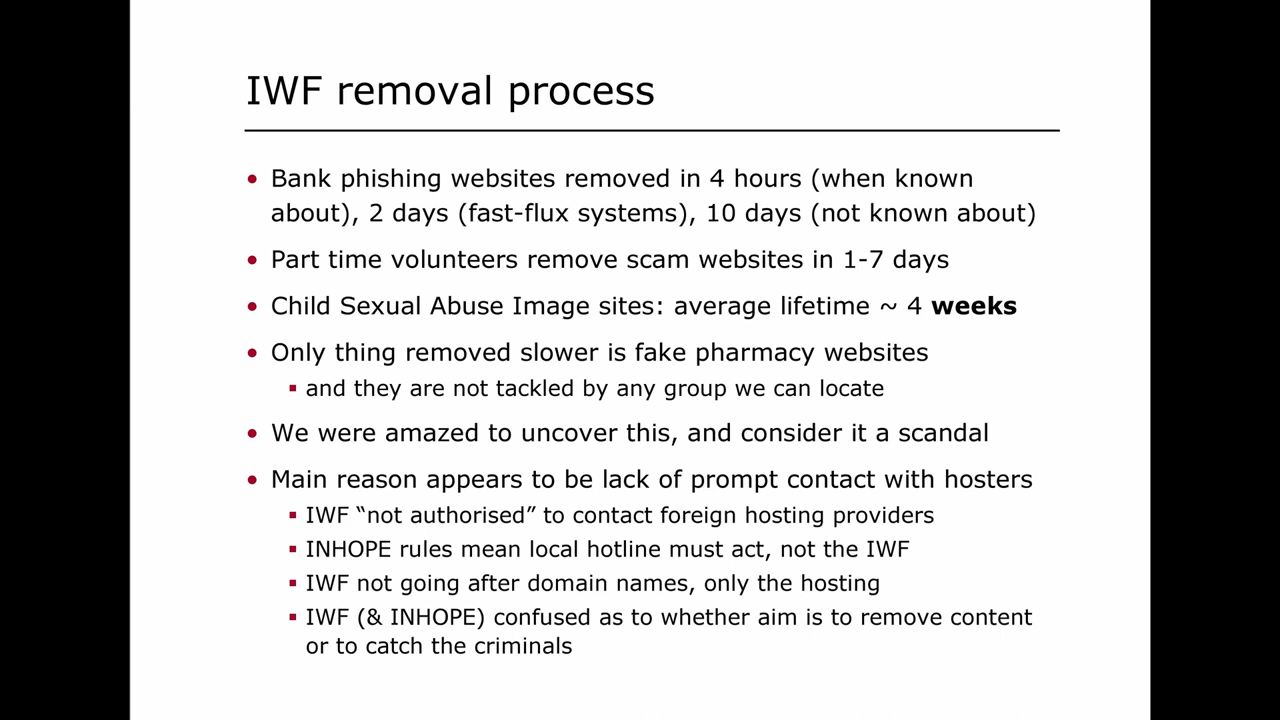 IWF removal process
• Bank phishing websites removed in 4 hours (when known
about), 2 days (fast-flux systems), 10 days (not known about)
• Part time volunteers remove scam websites in 1-7 days
• Child Sexual Abuse Image sites: average lifetime ~ 4 weeks
• Only thing removed slower is fake pharmacy websites
▪ and they are not tackled by any group we can locate
• We were amazed to uncover this, and consider it a scandal
• Main reason appears to be lack of prompt contact with hosters
▪ IWF “not authorised” to contact foreign hosting providers
▪ INHOPE rules mean local hotline must act, not the IWF
▪ IWF not going after domain names, only the hosting
▪ IWF (& INHOPE) confused as to whether aim is to remove content
or to catch the criminals